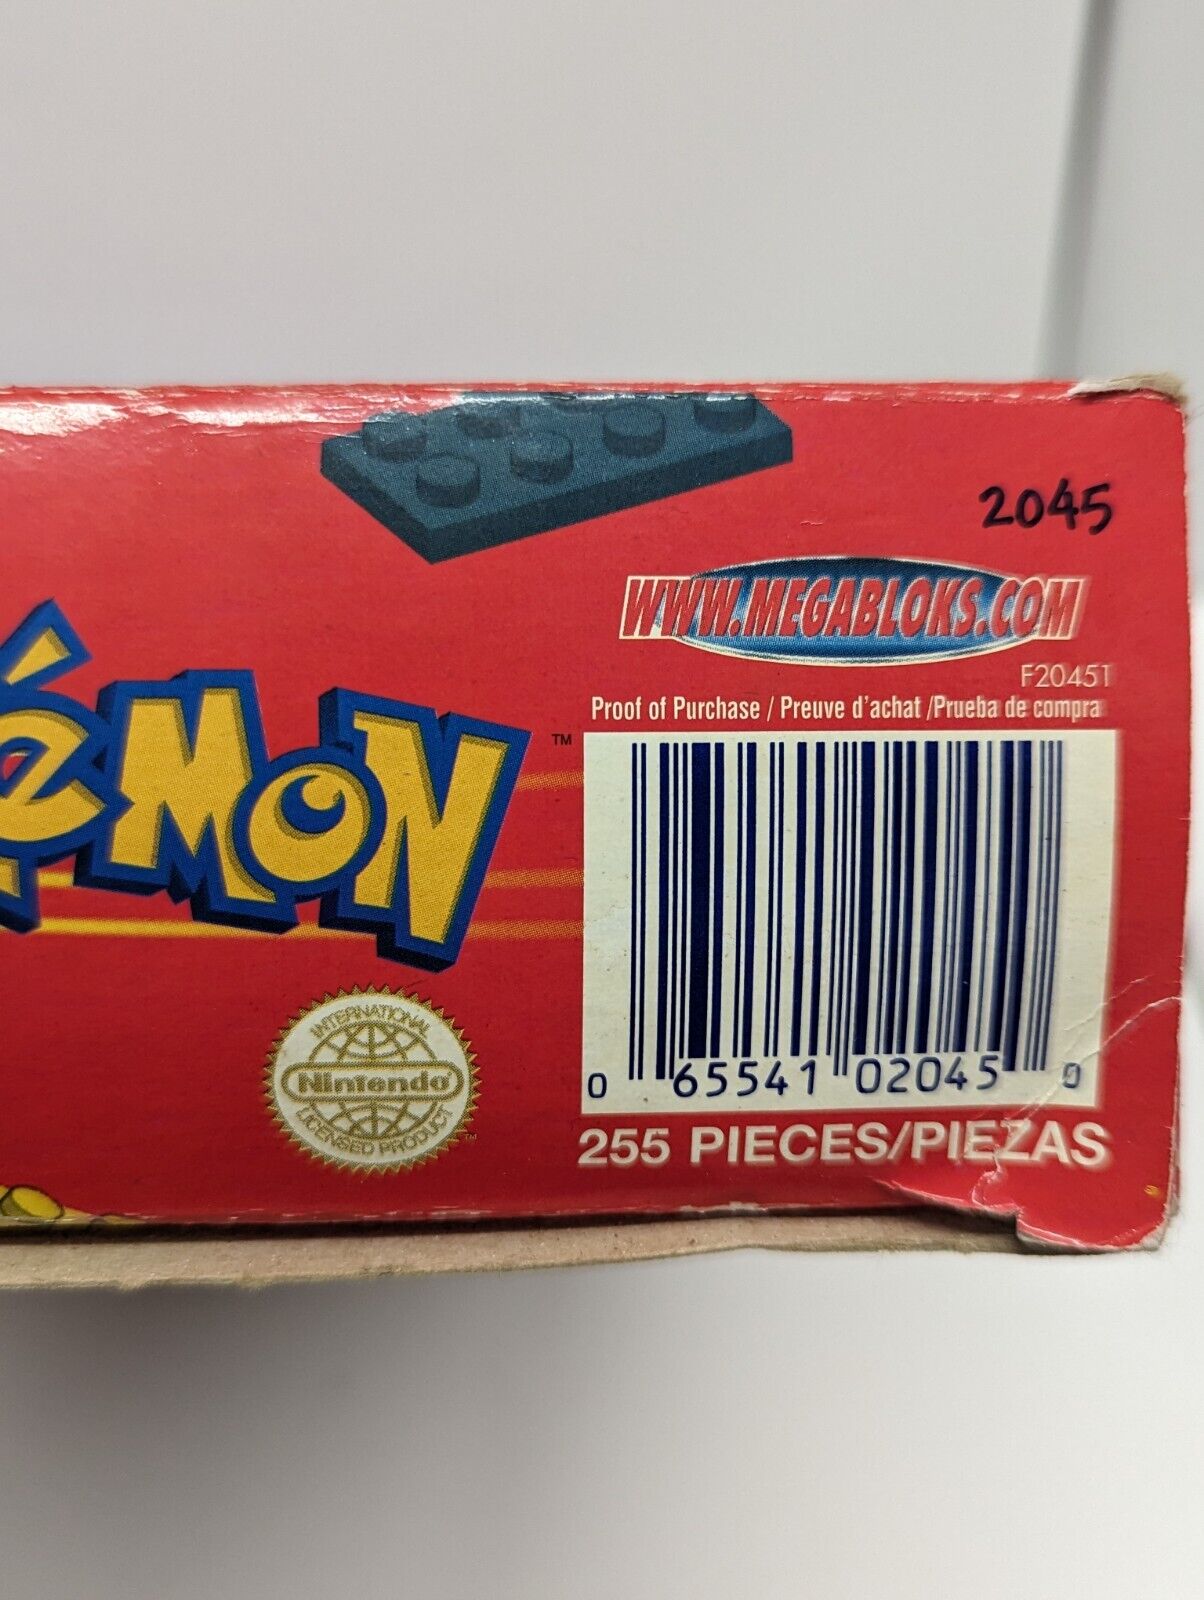 2045
WWW.MEGABLOKS.COM
F20451
Proof of Purchase / Preuve d'achat /Prueba de compra
émon™
INTERNATIONAL
Nintendo®
LICENSED PRODUCT
™
0 65541 02045 0
255 PIECES/PIEZAS